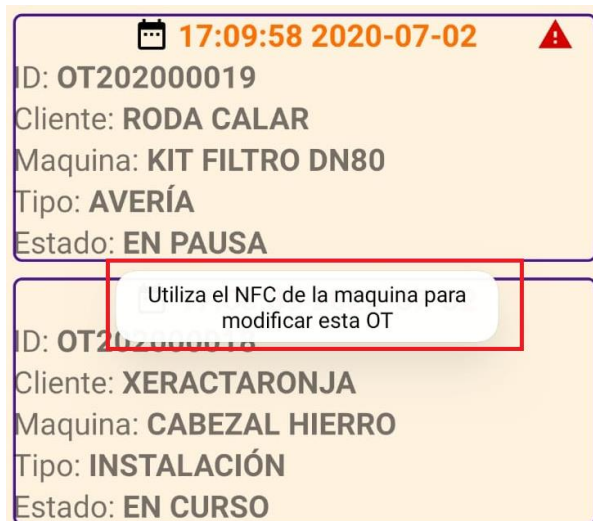 17:09:58 2020-07-02
ID: OT202000019
Cliente: RODA CALAR
Maquina: KIT FILTRO DN80
Tipo: AVERÍA
Estado: EN PAUSA
Utiliza el NFC de la maquina para
modificar esta OT
ID: OT202000018
Cliente: XERACTARONJA
Maquina: CABEZAL HIERRO
Tipo: INSTALACIÓN
Estado: EN CURSO